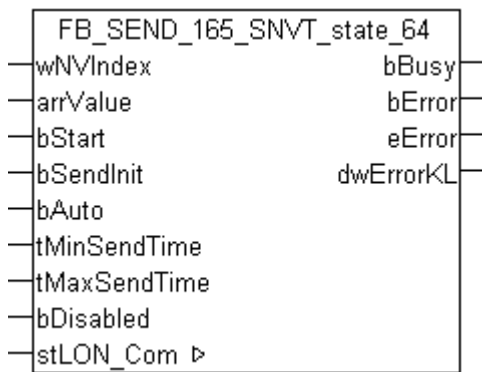 FB_SEND_165_SNVT_state_64
wNVIndex bBusy
arrValue bError
bStart eError
bSendInit dwErrorKL
bAuto
tMinSendTime
tMaxSendTime
bDisabled
stLON_Com ▷